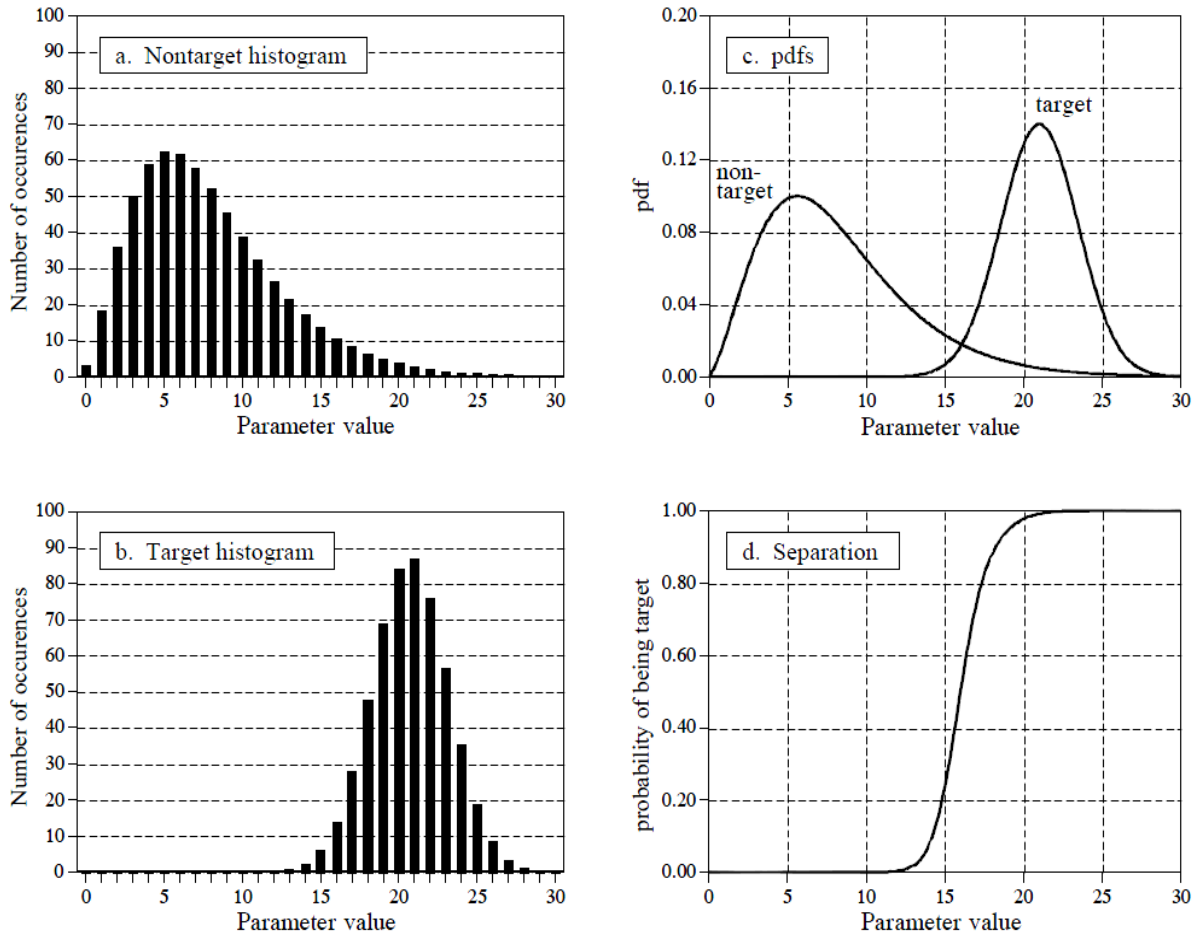 a. Nontarget histogram
Number of occurences
100
90
80
70
60
50
40
30
20
10
0
0 5 10 15 20 25 30
Parameter value
c. pdfs
pdf
0.20
0.16
0.12
0.08
0.04
0.00
non-
target
target
0 5 10 15 20 25 30
Parameter value
b. Target histogram
Number of occurences
100
90
80
70
60
50
40
30
20
10
0
0 5 10 15 20 25 30
Parameter value
d. Separation
probability of being target
1.00
0.80
0.60
0.40
0.20
0.00
0 5 10 15 20 25 30
Parameter value